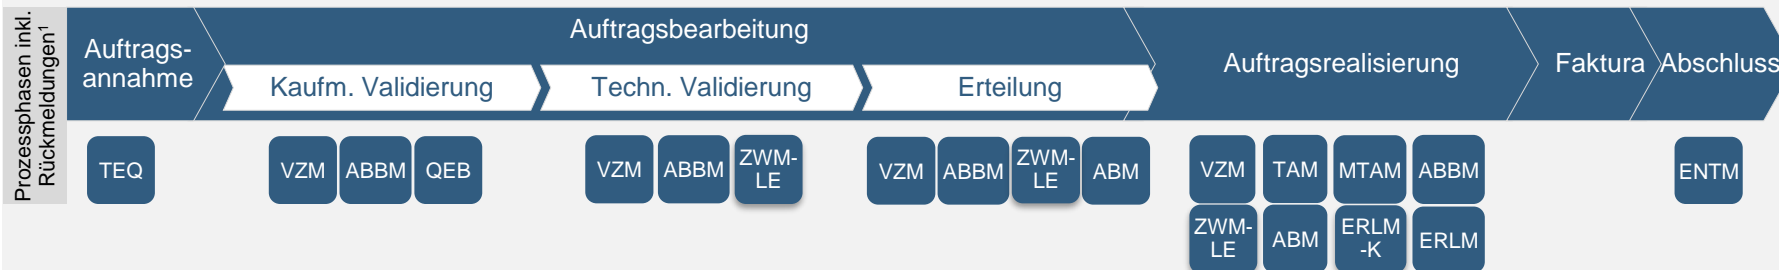 Prozessphasen inkl.
Rückmeldungen¹
Auftrags-
annahme
Auftragsbearbeitung
Kaufm. Validierung
Techn. Validierung
Erteilung
Auftragsrealisierung
Faktura
Abschluss
TEQ
VZM
ABBM
QEB
VZM
ABBM
ZWM-
LE
VZM
ABBM
ZWM-
LE
ABM
VZM
TAM
MTAM
ABBM
ZWM-
LE
ABM
ERLM
-K
ERLM
ENTM